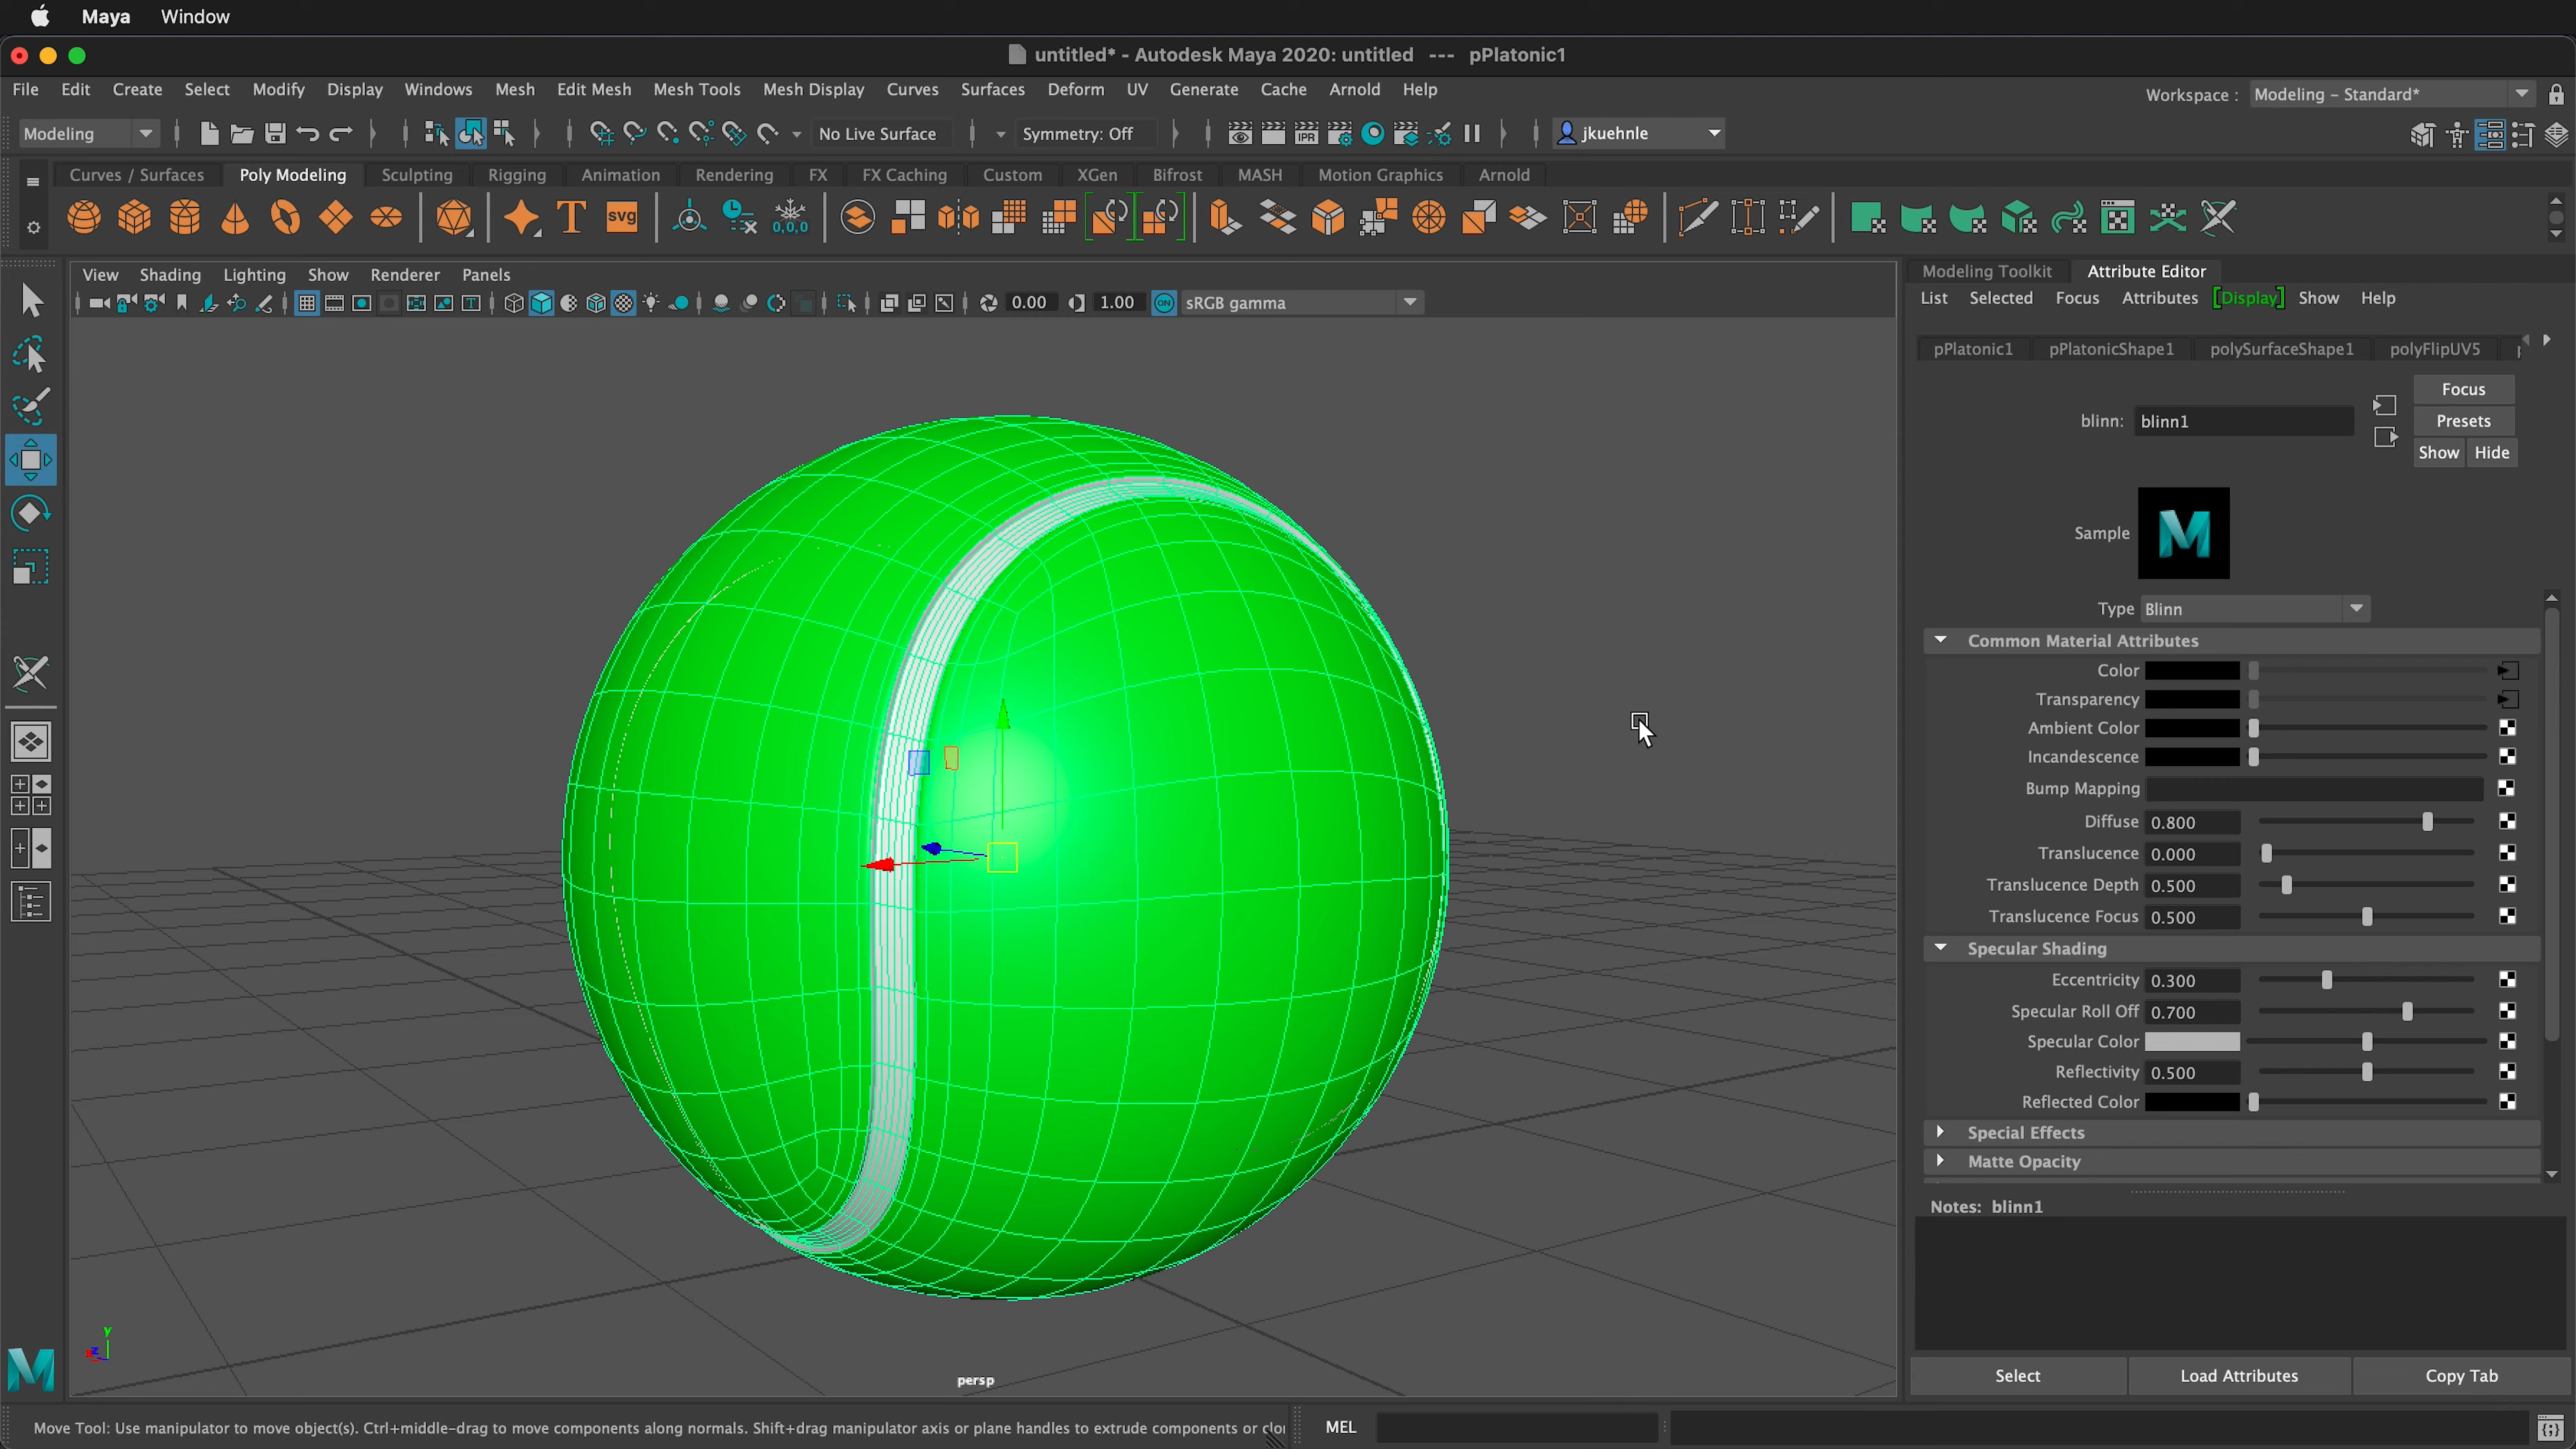 Maya Window
untitled* - Autodesk Maya 2020: untitled --- pPlatonic1
File Edit Create Select Modify Display Windows Mesh Edit Mesh Mesh Tools Mesh Display Curves Surfaces Deform UV Generate Cache Arnold Help
Workspace : Modeling - Standard*
Modeling No Live Surface Symmetry: Off IPR jkuehnle
Curves / Surfaces Poly Modeling Sculpting Rigging Animation Rendering FX FX Caching Custom XGen Bifrost MASH Motion Graphics Arnold
T svg 0,0,0
View Shading Lighting Show Renderer Panels
0.00 1.00 ON sRGB gamma
Modeling Toolkit Attribute Editor
List Selected Focus Attributes [Display] Show Help
pPlatonic1 pPlatonicShape1 polySurfaceShape1 polyFlipUV5
Focus
blinn: blinn1 Presets
Show Hide
Sample
Type Blinn
Common Material Attributes
Color
Transparency
Ambient Color
Incandescence
Bump Mapping
Diffuse 0.800
Translucence 0.000
Translucence Depth 0.500
Translucence Focus 0.500
Specular Shading
Eccentricity 0.300
Specular Roll Off 0.700
Specular Color
Reflectivity 0.500
Reflected Color
Special Effects
Matte Opacity
Notes: blinn1
Select Load Attributes Copy Tab
y
z
persp
Move Tool: Use manipulator to move object(s). Ctrl+middle-drag to move components along normals. Shift+drag manipulator axis or plane handles to extrude components or
MEL